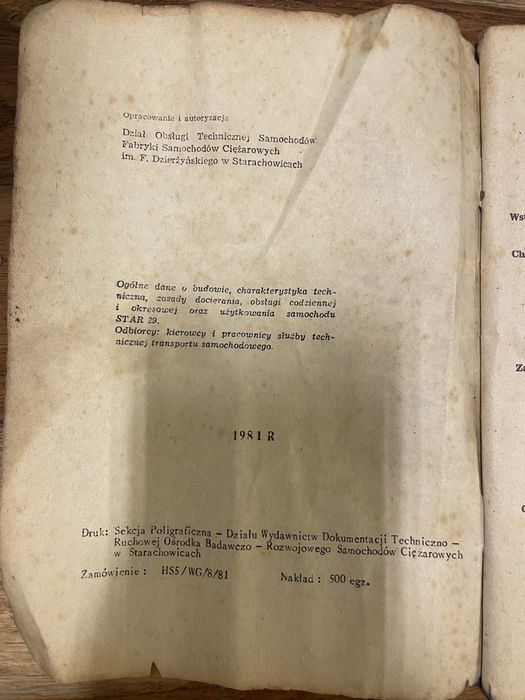 Opracowanie i autoryzacja
Dział Obsługi Technicznej Samochodów
Fabryki Samochodów Ciężarowych
im. F. Dzierżyńskiego w Starachowicach
Ogólne dane o budowie, charakterystyka tech-
niczna, zasady docierania, obsługi codziennej
i okresowej oraz użytkowania samochodu
STAR 29.
Odbiorcy: kierowcy i pracownicy służby tech-
nicznej transportu samochodowego.
1981 R
Druk: Sekcja Poligraficzna – Działu Wydawnictw Dokumentacji Techniczno –
Ruchowej Ośrodka Badawczo – Rozwojowego Samochodów Ciężarowych
w Starachowicach
Zamówienie : HS5/WG/8/81 Nakład : 500 egz.
Wst
Ch
Za